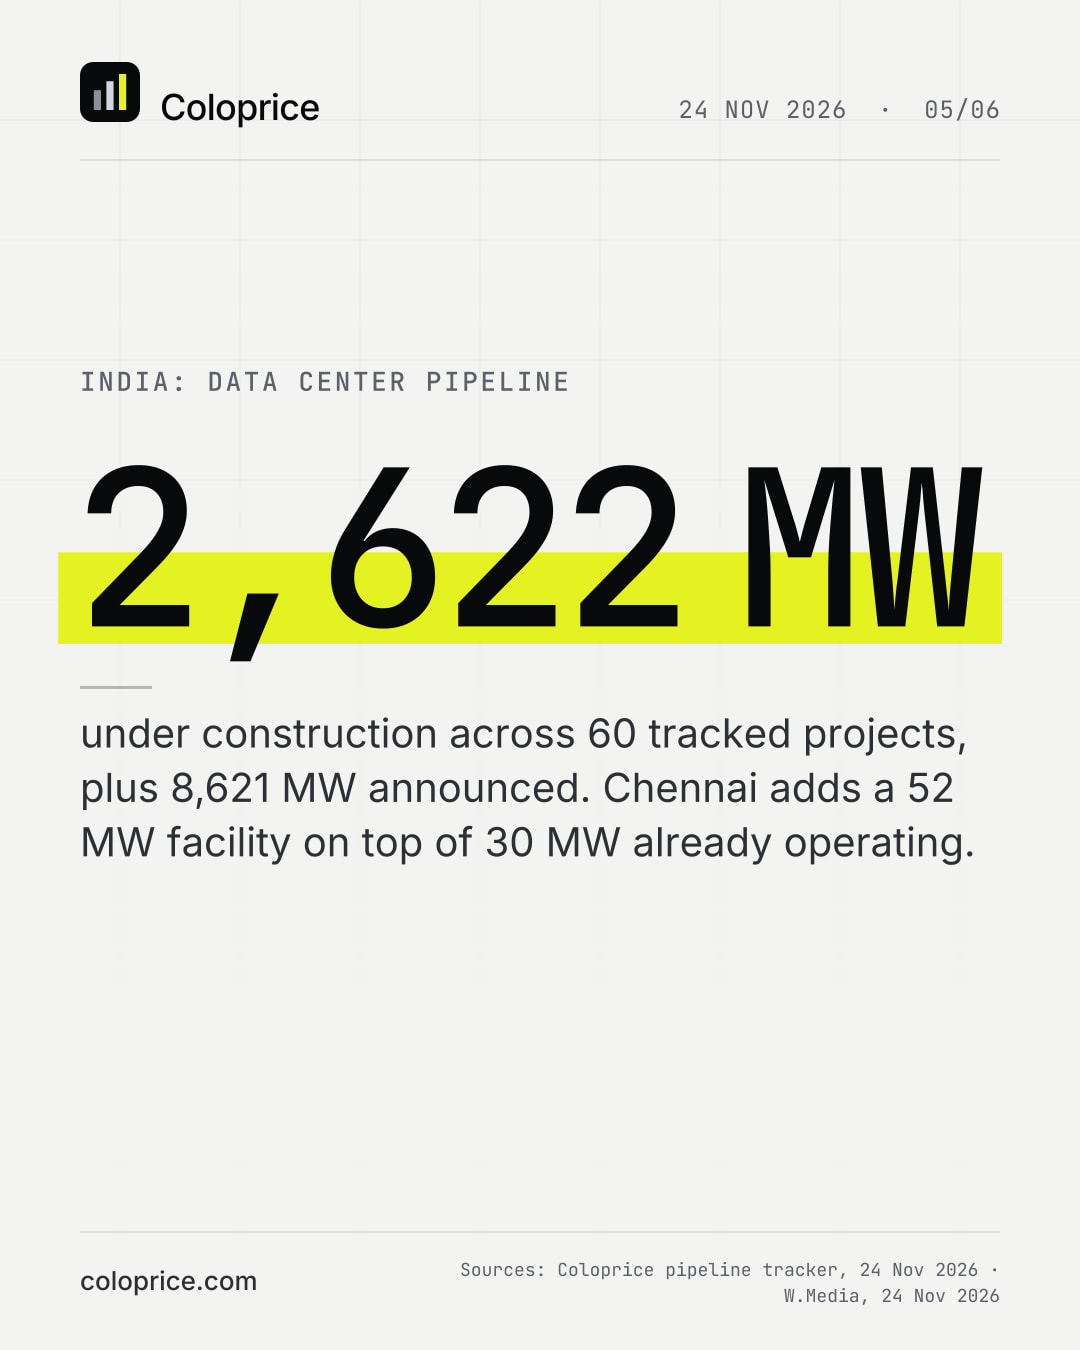 Coloprice
24 NOV 2026 · 05/06
INDIA: DATA CENTER PIPELINE
2,622 MW
under construction across 60 tracked projects,
plus 8,621 MW announced. Chennai adds a 52
MW facility on top of 30 MW already operating.
coloprice.com
Sources: Coloprice pipeline tracker, 24 Nov 2026 ·
W.Media, 24 Nov 2026